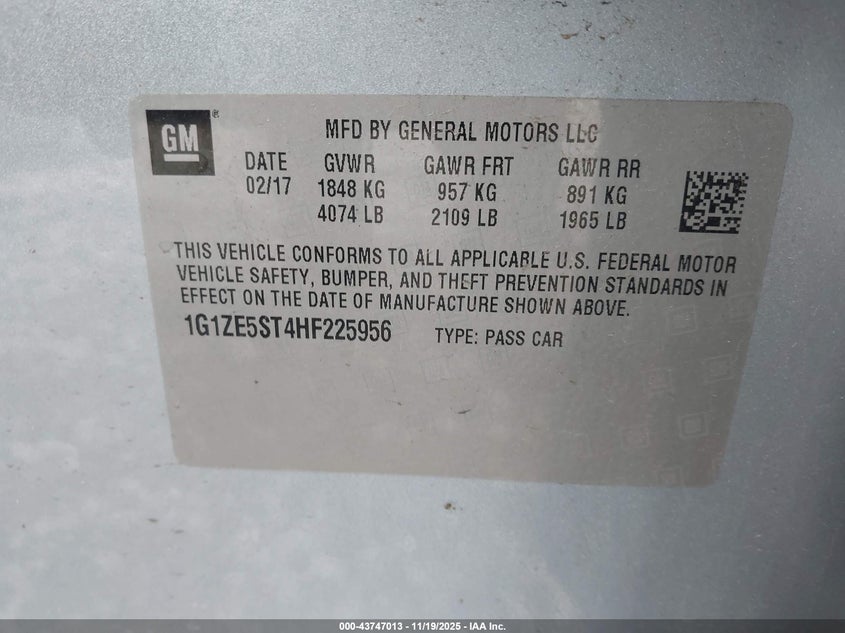 GM®
MFD BY GENERAL MOTORS LLC
DATE GVWR GAWR FRT GAWR RR
02/17 1848 KG 957 KG 891 KG
4074 LB 2109 LB 1965 LB
THIS VEHICLE CONFORMS TO ALL APPLICABLE U.S. FEDERAL MOTOR
VEHICLE SAFETY, BUMPER, AND THEFT PREVENTION STANDARDS IN
EFFECT ON THE DATE OF MANUFACTURE SHOWN ABOVE.
1G1ZE5ST4HF225956 TYPE: PASS CAR
000-43747013 - 11/19/2025 - IAA Inc.